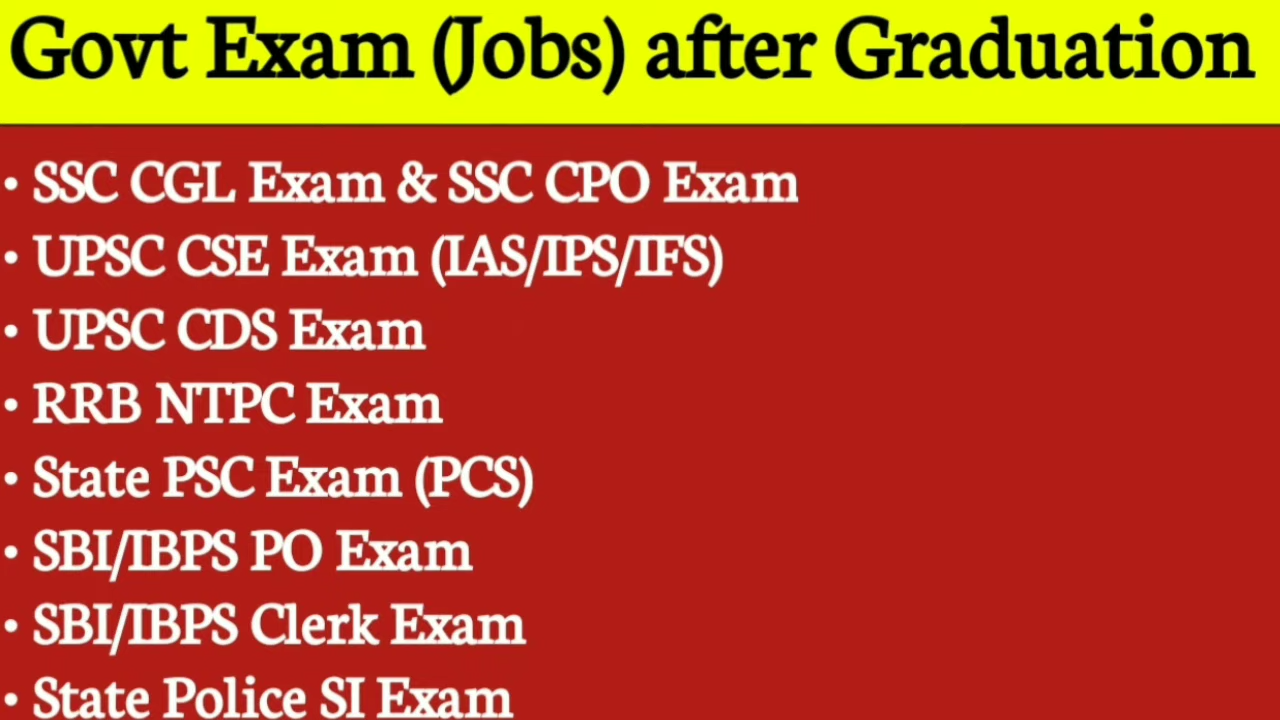 Govt Exam (Jobs) after Graduation
• SSC CGL Exam & SSC CPO Exam
• UPSC CSE Exam (IAS/IPS/IFS)
• UPSC CDS Exam
• RRB NTPC Exam
• State PSC Exam (PCS)
• SBI/IBPS PO Exam
• SBI/IBPS Clerk Exam
• State Police SI Exam